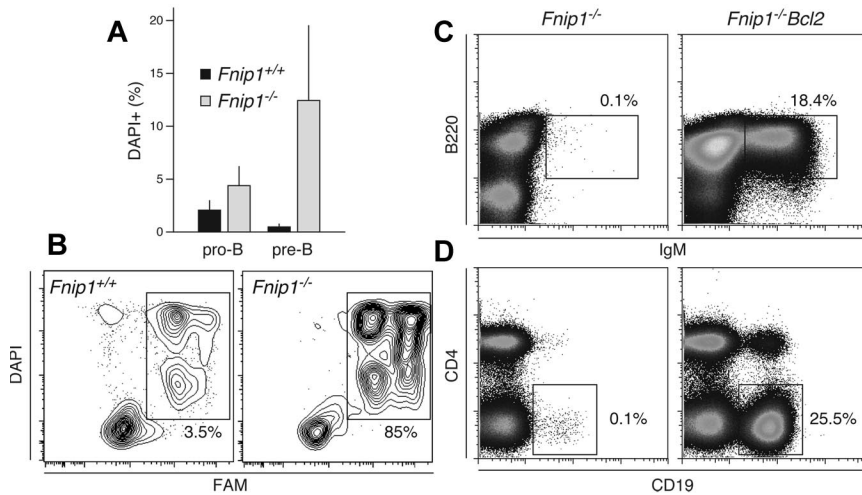 A
DAPI+ (%)
20
15
10
5
0
Fnip1+/+
Fnip1-/-
pro-B
pre-B
B
DAPI
Fnip1+/+
3.5%
Fnip1-/-
85%
FAM
C
Fnip1-/-
Fnip1-/-Bcl2
B220
0.1%
18.4%
IgM
D
CD4
0.1%
25.5%
CD19